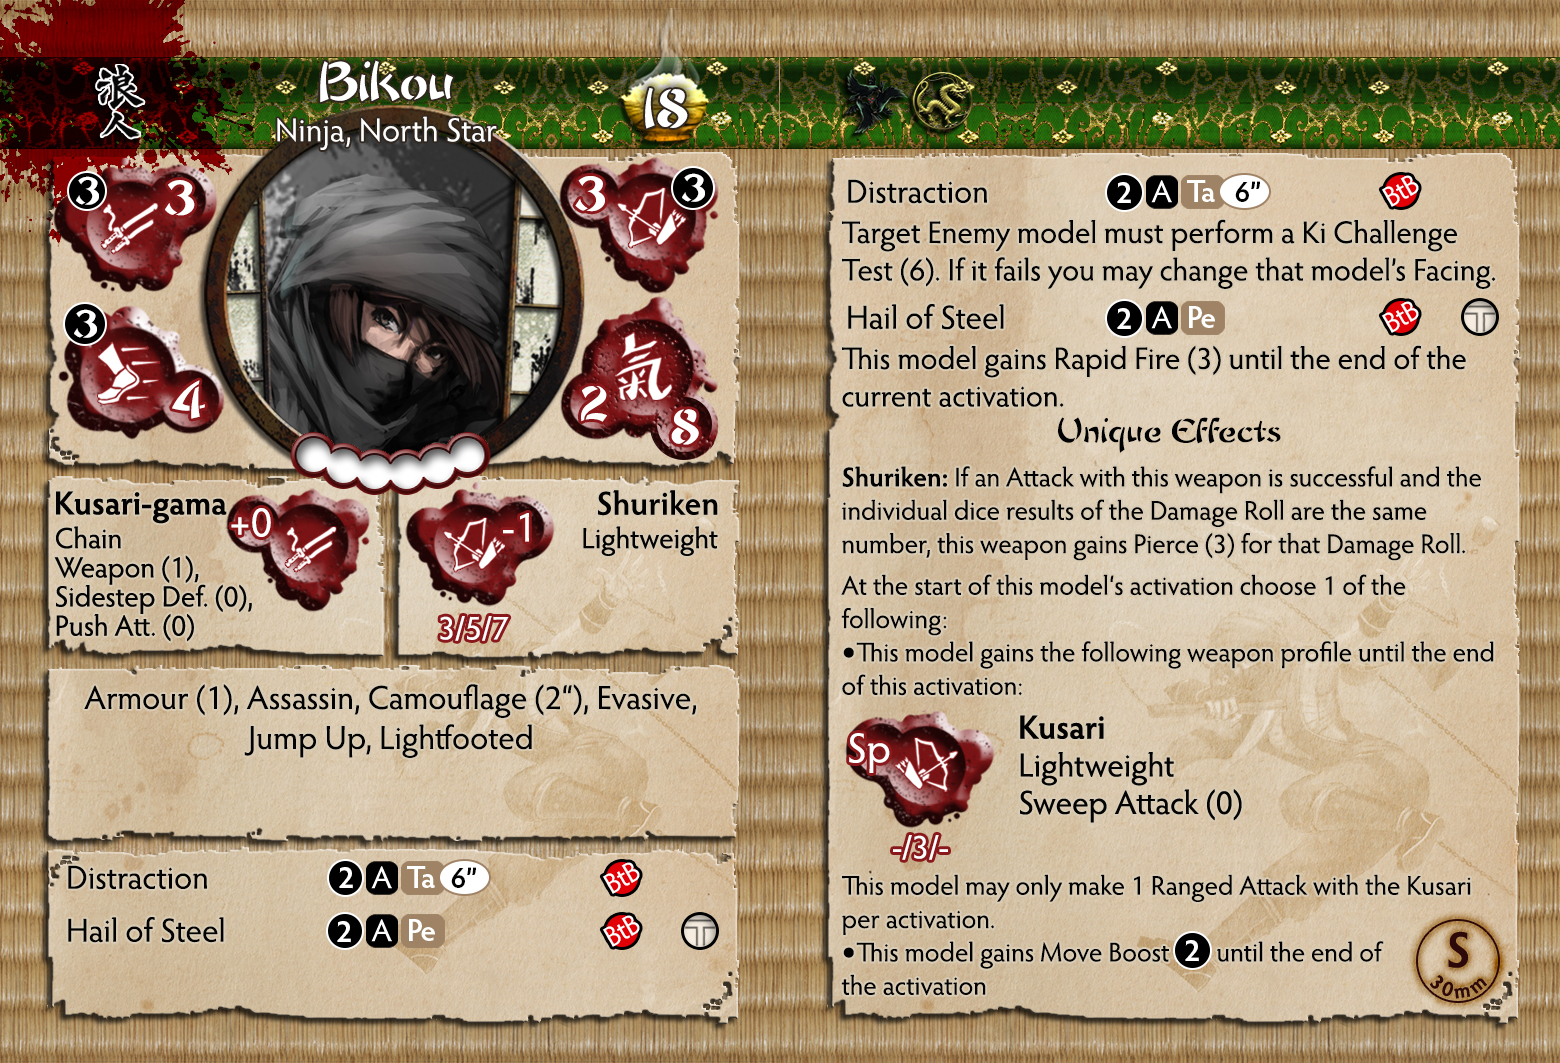 浪人
Bikou
Ninja, North Star
18
3 3
3 3
3
4
氣
2
8
Kusari-gama
+0
Chain
Weapon (1),
Sidestep Def. (0),
Push Att. (0)
-1
Shuriken
Lightweight
3/5/7
Armour (1), Assassin, Camouflage (2“), Evasive,
Jump Up, Lightfooted
Distraction 2 A Ta 6” BtB
Hail of Steel 2 A Pe BtB T
Distraction 2 A Ta 6” BtB
Target Enemy model must perform a Ki Challenge
Test (6). If it fails you may change that model’s Facing.
Hail of Steel 2 A Pe BtB T
This model gains Rapid Fire (3) until the end of the
current activation.
Unique Effects
Shuriken: If an Attack with this weapon is successful and the
individual dice results of the Damage Roll are the same
number, this weapon gains Pierce (3) for that Damage Roll.
At the start of this model‘s activation choose 1 of the
following:
•This model gains the following weapon profile until the end
of this activation:
Sp
Kusari
Lightweight
Sweep Attack (0)
-/3/-
This model may only make 1 Ranged Attack with the Kusari
per activation.
•This model gains Move Boost 2 until the end of
the activation
S
30mm